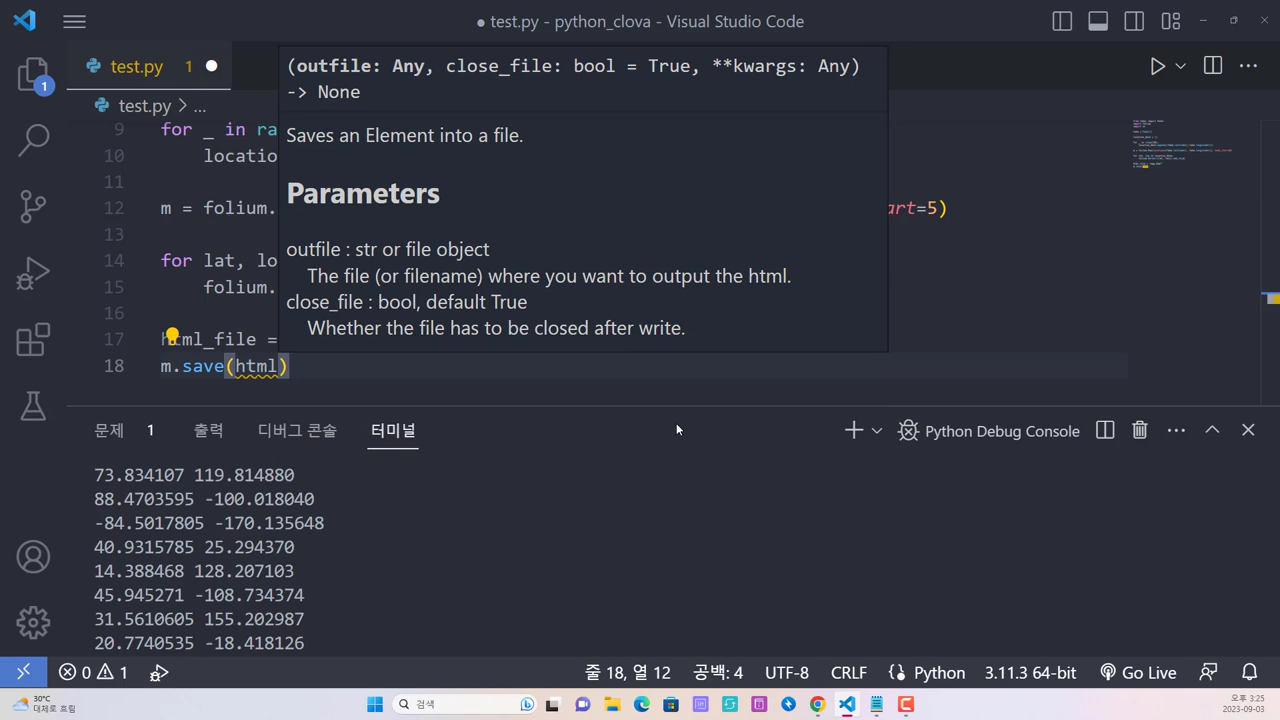 ● test.py - python_clova - Visual Studio Code
test.py 1
(outfile: Any, close_file: bool = True, **kwargs: Any)
-> None
test.py > ...
Saves an Element into a file.
Parameters
outfile : str or file object
The file (or filename) where you want to output the html.
close_file : bool, default True
Whether the file has to be closed after write.
1
9 for _ in ra
10 locatio
11
12 m = folium. art=5)
13
14 for lat, lo
15 folium.
16
17 html_file =
18 m.save(html)
문제 1 출력 디버그 콘솔 터미널 Python Debug Console
73.834107 119.814880
88.4703595 -100.018040
-84.5017805 -170.135648
40.9315785 25.294370
14.388468 128.207103
45.945271 -108.734374
31.5610605 155.202987
20.7740535 -18.418126
0 1 줄 18, 열 12 공백: 4 UTF-8 CRLF Python 3.11.3 64-bit Go Live
30°C
대체로 흐림
검색
오후 3:25
2023-09-03